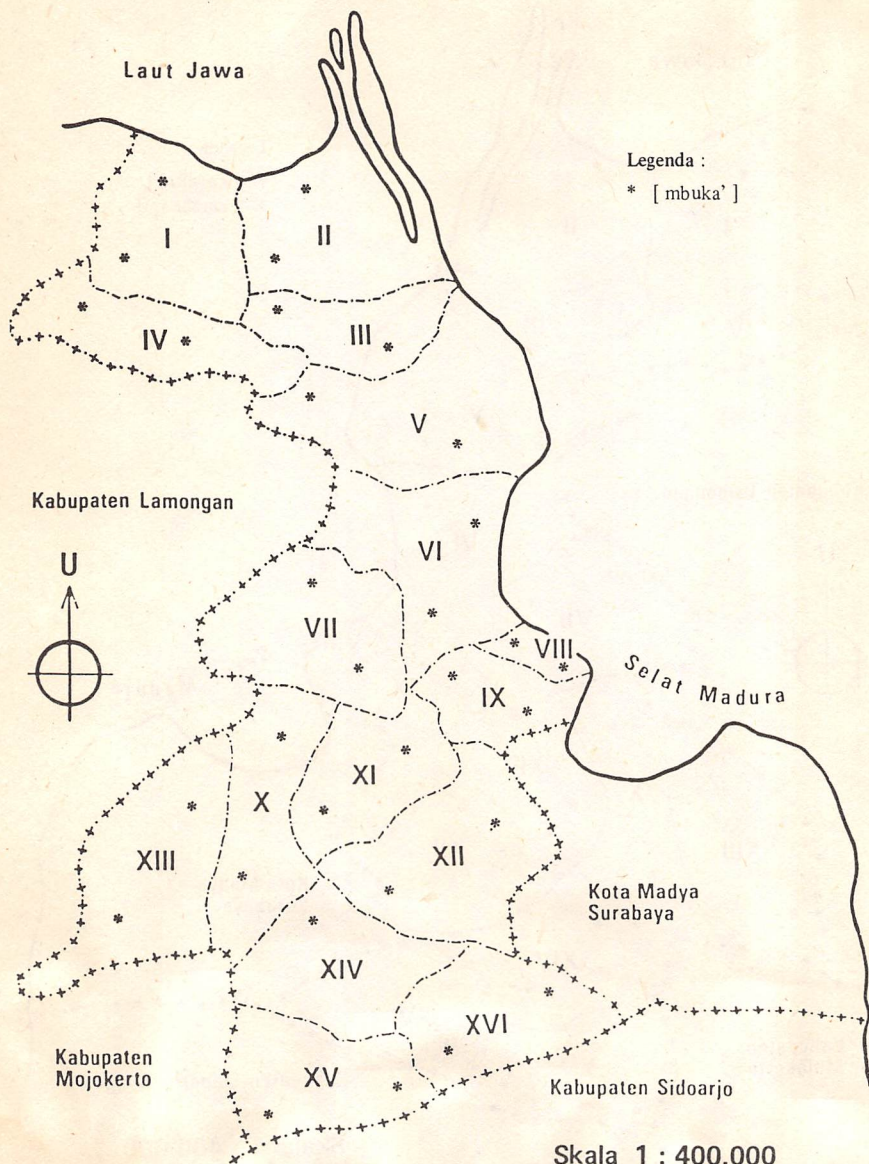 Laut Jawa
Legenda :
* [ mbuka' ]
I
II
III
IV
V
Kabupaten Lamongan
VI
U
VII
VIII
Selat Madura
IX
XI
X
XII
XIII
Kota Madya
Surabaya
XIV
XVI
Kabupaten
Mojokerto
XV
Kabupaten Sidoarjo
Skala 1 : 400.000